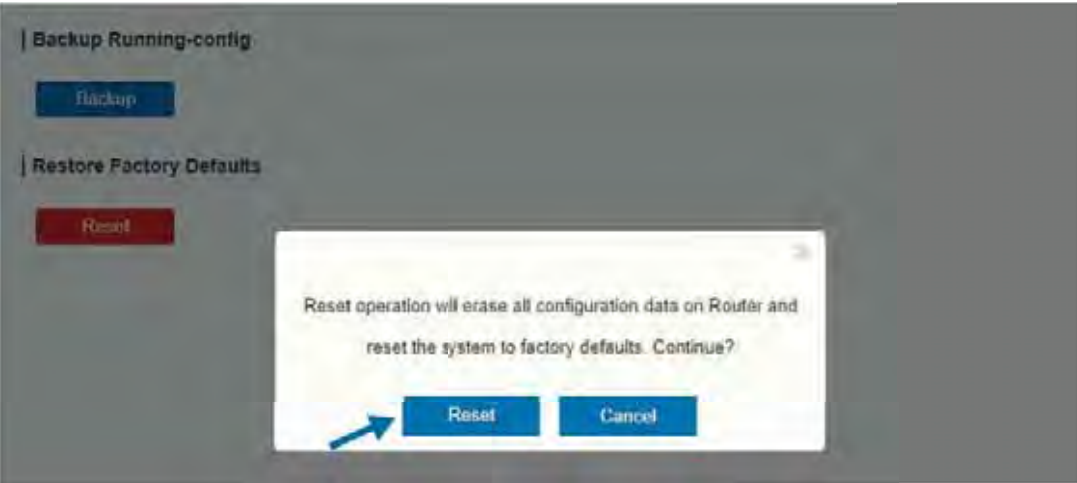 Backup Running-config
Backup
Restore Factory Defaults
Reset
Reset operation will erase all configuration data on Router and
reset the system to factory defaults. Continue?
Reset
Cancel